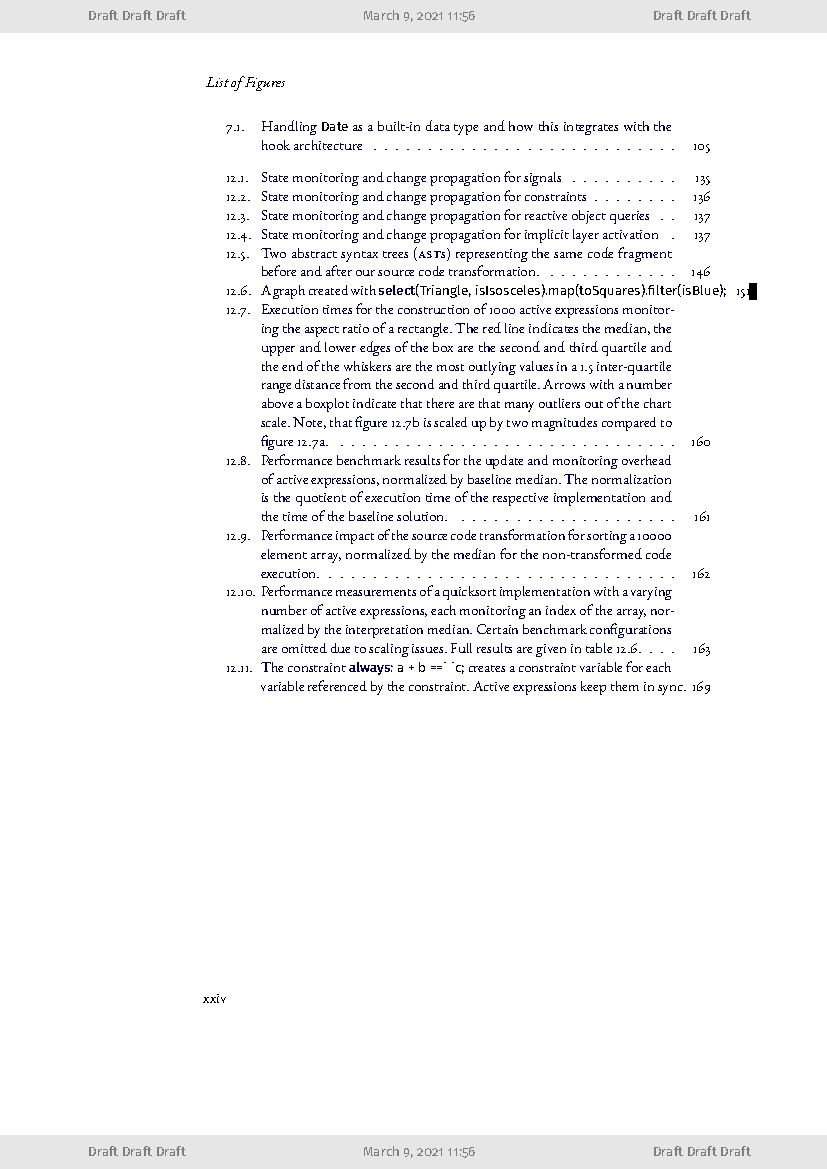 Draft Draft Draft March 9, 2021 11:56 Draft Draft Draft
List of Figures
7.1. Handling Date as a built-in data type and how this integrates with the
hook architecture . . . . . . . . . . . . . . . . . . . . . . . . . . . . 105
12.1. State monitoring and change propagation for signals . . . . . . . . . . 135
12.2. State monitoring and change propagation for constraints . . . . . . . . 136
12.3. State monitoring and change propagation for reactive object queries . . 137
12.4. State monitoring and change propagation for implicit layer activation . 137
12.5. Two abstract syntax trees (ASTs) representing the same code fragment
before and after our source code transformation. . . . . . . . . . . . . 146
12.6. A graph created with select(Triangle, isIsosceles).map(toSquares).filter(isBlue); 151
12.7. Execution times for the construction of 1000 active expressions monitor-
ing the aspect ratio of a rectangle. The red line indicates the median, the
upper and lower edges of the box are the second and third quartile and
the end of the whiskers are the most outlying values in a 1.5 inter-quartile
range distance from the second and third quartile. Arrows with a number
above a boxplot indicate that there are that many outliers out of the chart
scale. Note, that figure 12.7b is scaled up by two magnitudes compared to
figure 12.7a. . . . . . . . . . . . . . . . . . . . . . . . . . . . . . . . 160
12.8. Performance benchmark results for the update and monitoring overhead
of active expressions, normalized by baseline median. The normalization
is the quotient of execution time of the respective implementation and
the time of the baseline solution. . . . . . . . . . . . . . . . . . . . . 161
12.9. Performance impact of the source code transformation for sorting a 10000
element array, normalized by the median for the non-transformed code
execution. . . . . . . . . . . . . . . . . . . . . . . . . . . . . . . . . 162
12.10. Performance measurements of a quicksort implementation with a varying
number of active expressions, each monitoring an index of the array, nor-
malized by the interpretation median. Certain benchmark configurations
are omitted due to scaling issues. Full results are given in table 12.6. . . . . 163
12.11. The constraint always: a + b ==` `c; creates a constraint variable for each
variable referenced by the constraint. Active expressions keep them in sync. 169
xxiv
Draft Draft Draft March 9, 2021 11:56 Draft Draft Draft